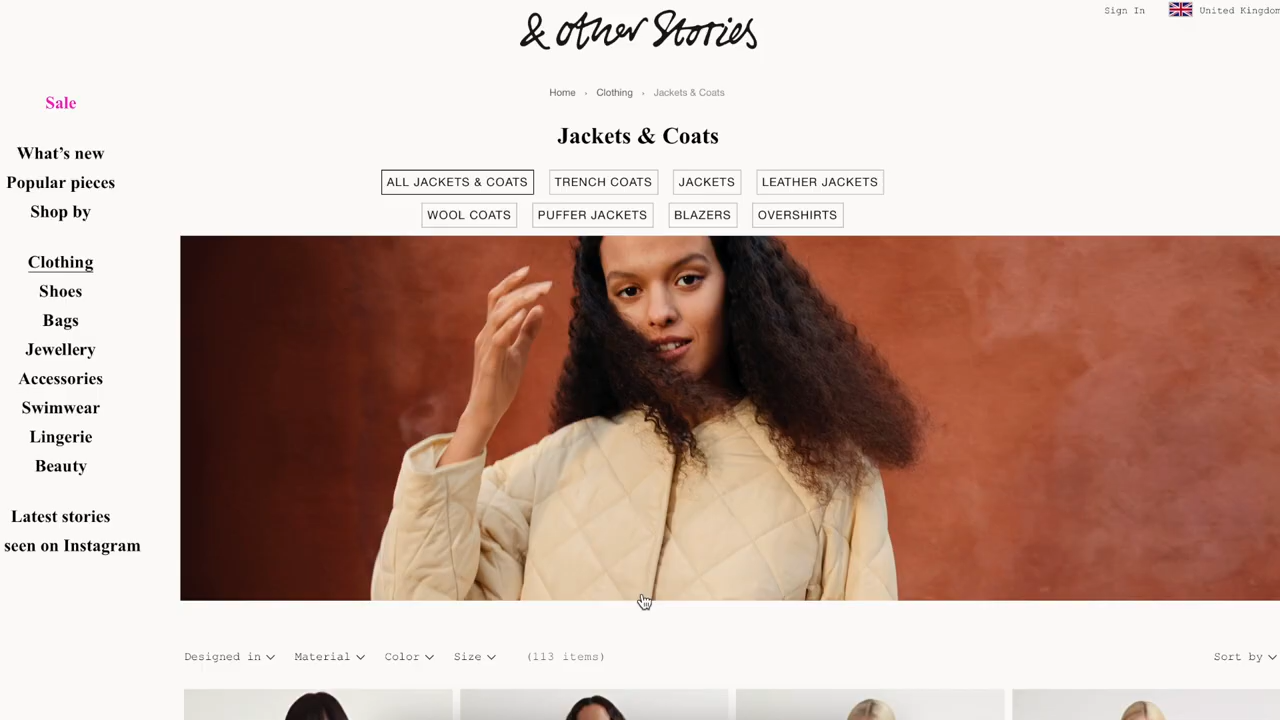 & other Stories
Sign In
United Kingdom
Home › Clothing › Jackets & Coats
Jackets & Coats
ALL JACKETS & COATS TRENCH COATS JACKETS LEATHER JACKETS
WOOL COATS PUFFER JACKETS BLAZERS OVERSHIRTS
Sale
What's new
Popular pieces
Shop by
Clothing
Shoes
Bags
Jewellery
Accessories
Swimwear
Lingerie
Beauty
Latest stories
seen on Instagram
Designed in Material Color Size (113 items) Sort by